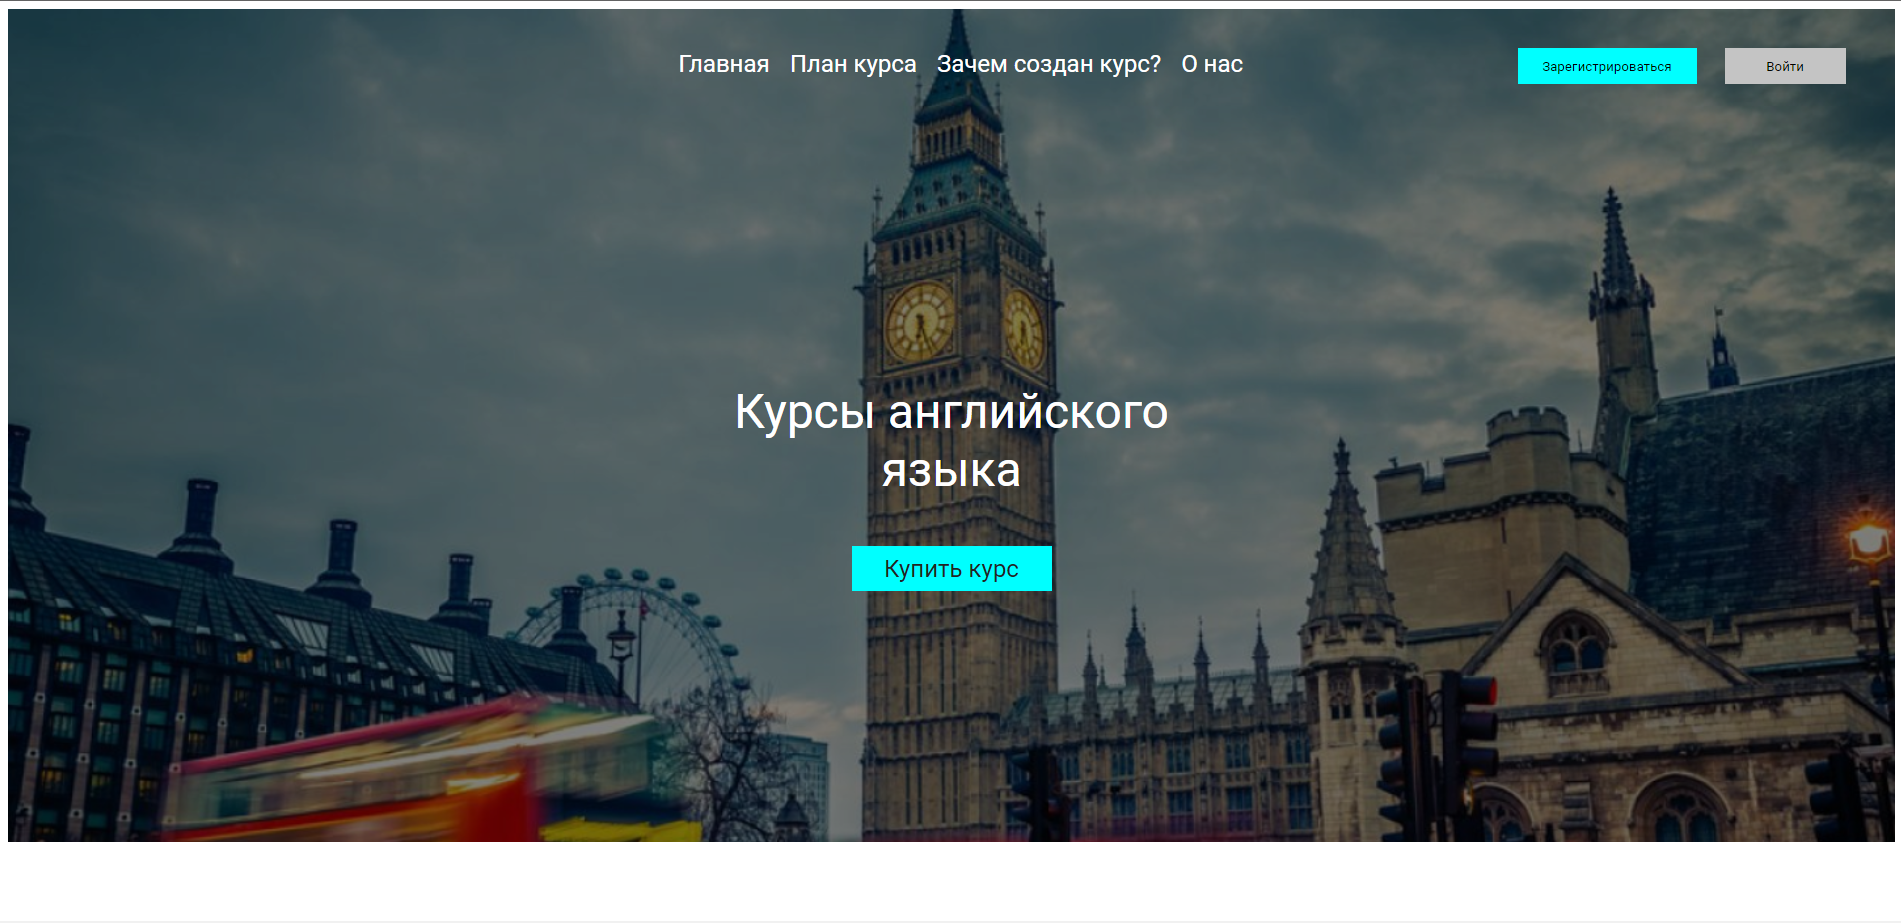 Главная План курса Зачем создан курс? О нас Зарегистрироваться Войти
Курсы английского
языка
Купить курс